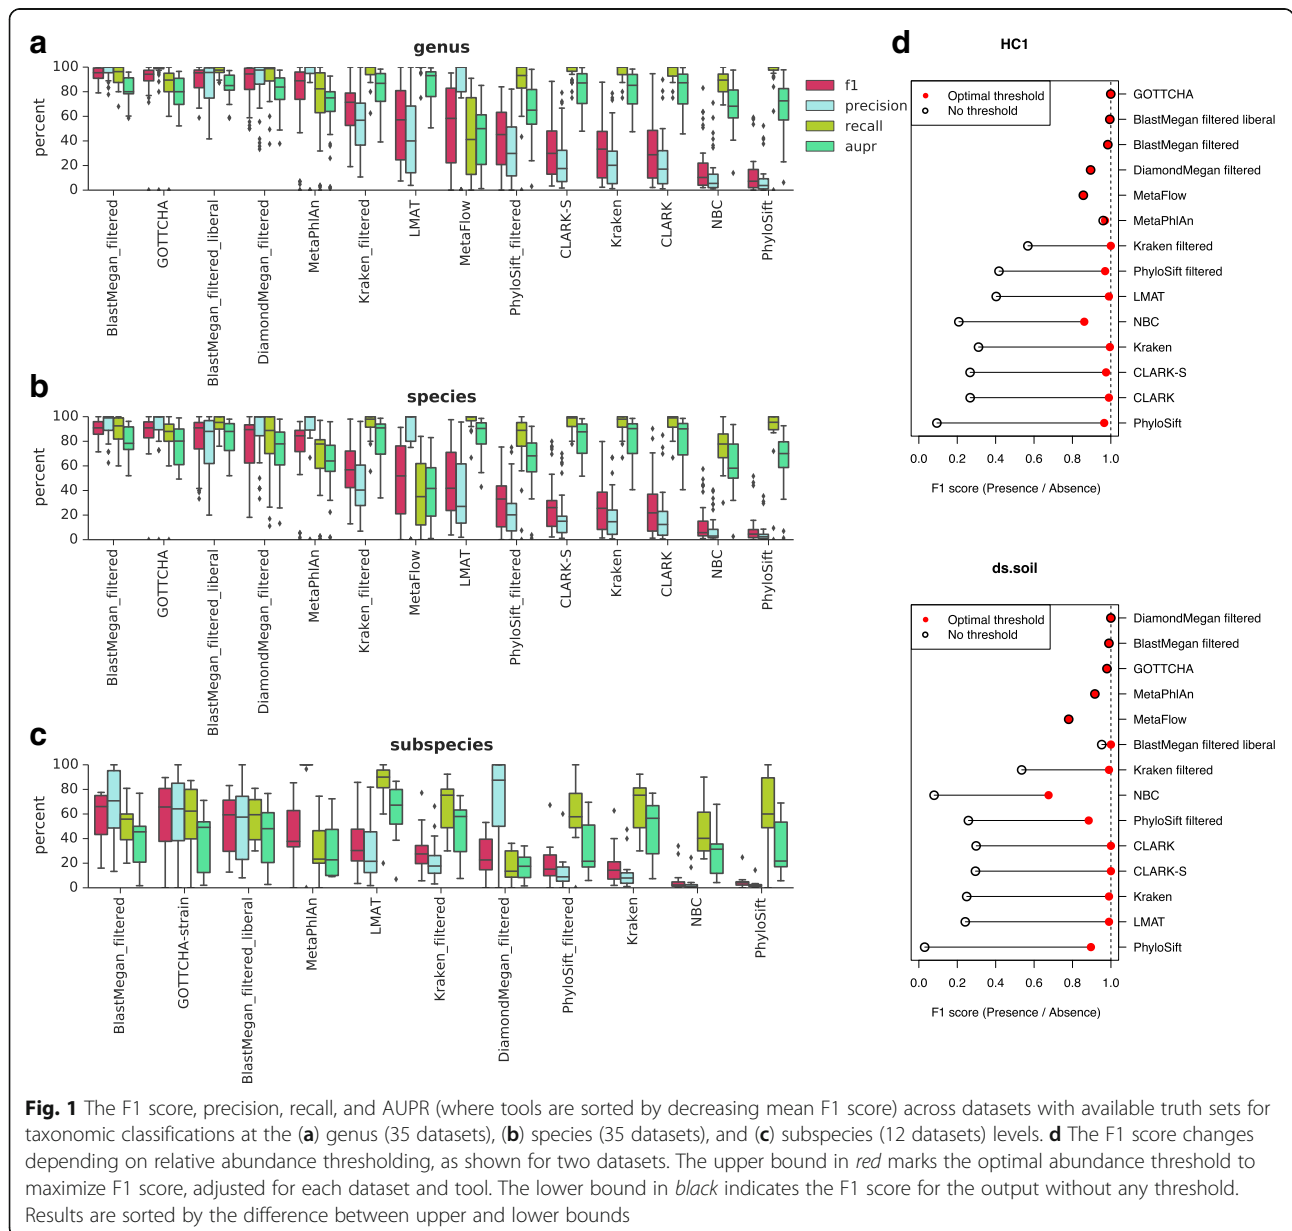 a
genus
percent
100
80
60
40
20
0
f1
precision
recall
aupr
BlastMegan_filtered
GOTTCHA
BlastMegan_filtered_liberal
DiamondMegan_filtered
MetaPhlAn
Kraken_filtered
LMAT
MetaFlow
PhyloSift_filtered
CLARK-S
Kraken
CLARK
NBC
PhyloSift
b
species
percent
100
80
60
40
20
0
BlastMegan_filtered
GOTTCHA
BlastMegan_filtered_liberal
DiamondMegan_filtered
MetaPhlAn
Kraken_filtered
MetaFlow
LMAT
PhyloSift_filtered
CLARK-S
Kraken
CLARK
NBC
PhyloSift
c
subspecies
percent
100
80
60
40
20
0
BlastMegan_filtered
GOTTCHA-strain
BlastMegan_filtered_liberal
MetaPhlAn
LMAT
Kraken_filtered
DiamondMegan_filtered
PhyloSift_filtered
Kraken
NBC
PhyloSift
d
HC1
Optimal threshold
No threshold
GOTTCHA
BlastMegan filtered liberal
BlastMegan filtered
DiamondMegan filtered
MetaFlow
MetaPhlAn
Kraken filtered
PhyloSift filtered
LMAT
NBC
Kraken
CLARK-S
CLARK
PhyloSift
0.0 0.2 0.4 0.6 0.8 1.0
F1 score (Presence / Absence)
ds.soil
Optimal threshold
No threshold
DiamondMegan filtered
BlastMegan filtered
GOTTCHA
MetaPhlAn
MetaFlow
BlastMegan filtered liberal
Kraken filtered
NBC
PhyloSift filtered
CLARK
CLARK-S
Kraken
LMAT
PhyloSift
0.0 0.2 0.4 0.6 0.8 1.0
F1 score (Presence / Absence)
Fig. 1 The F1 score, precision, recall, and AUPR (where tools are sorted by decreasing mean F1 score) across datasets with available truth sets for
taxonomic classifications at the (a) genus (35 datasets), (b) species (35 datasets), and (c) subspecies (12 datasets) levels. d The F1 score changes
depending on relative abundance thresholding, as shown for two datasets. The upper bound in red marks the optimal abundance threshold to
maximize F1 score, adjusted for each dataset and tool. The lower bound in black indicates the F1 score for the output without any threshold.
Results are sorted by the difference between upper and lower bounds